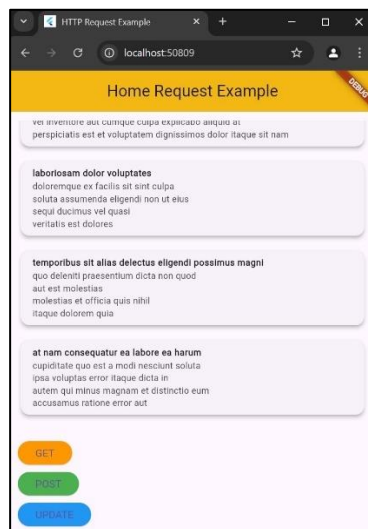 HTTP Request Example
localhost:50809
Home Request Example
DEBUG
vel inventore aut cumque culpa explicabo aliquid at
perspiciatis est et voluptatem dignissimos dolor itaque sit nam
laboriosam dolor voluptates
doloremque ex facilis sit sint culpa
soluta assumenda eligendi non ut eius
sequi ducimus vel quasi
veritatis est dolores
temporibus sit alias delectus eligendi possimus magni
quo deleniti praesentium dicta non quod
aut est molestias
molestias et officia quis nihil
itaque dolorem quia
at nam consequatur ea labore ea harum
cupiditate quo est a modi nesciunt soluta
ipsa voluptas error itaque dicta in
autem qui minus magnam et distinctio eum
accusamus ratione error aut
GET
POST
UPDATE